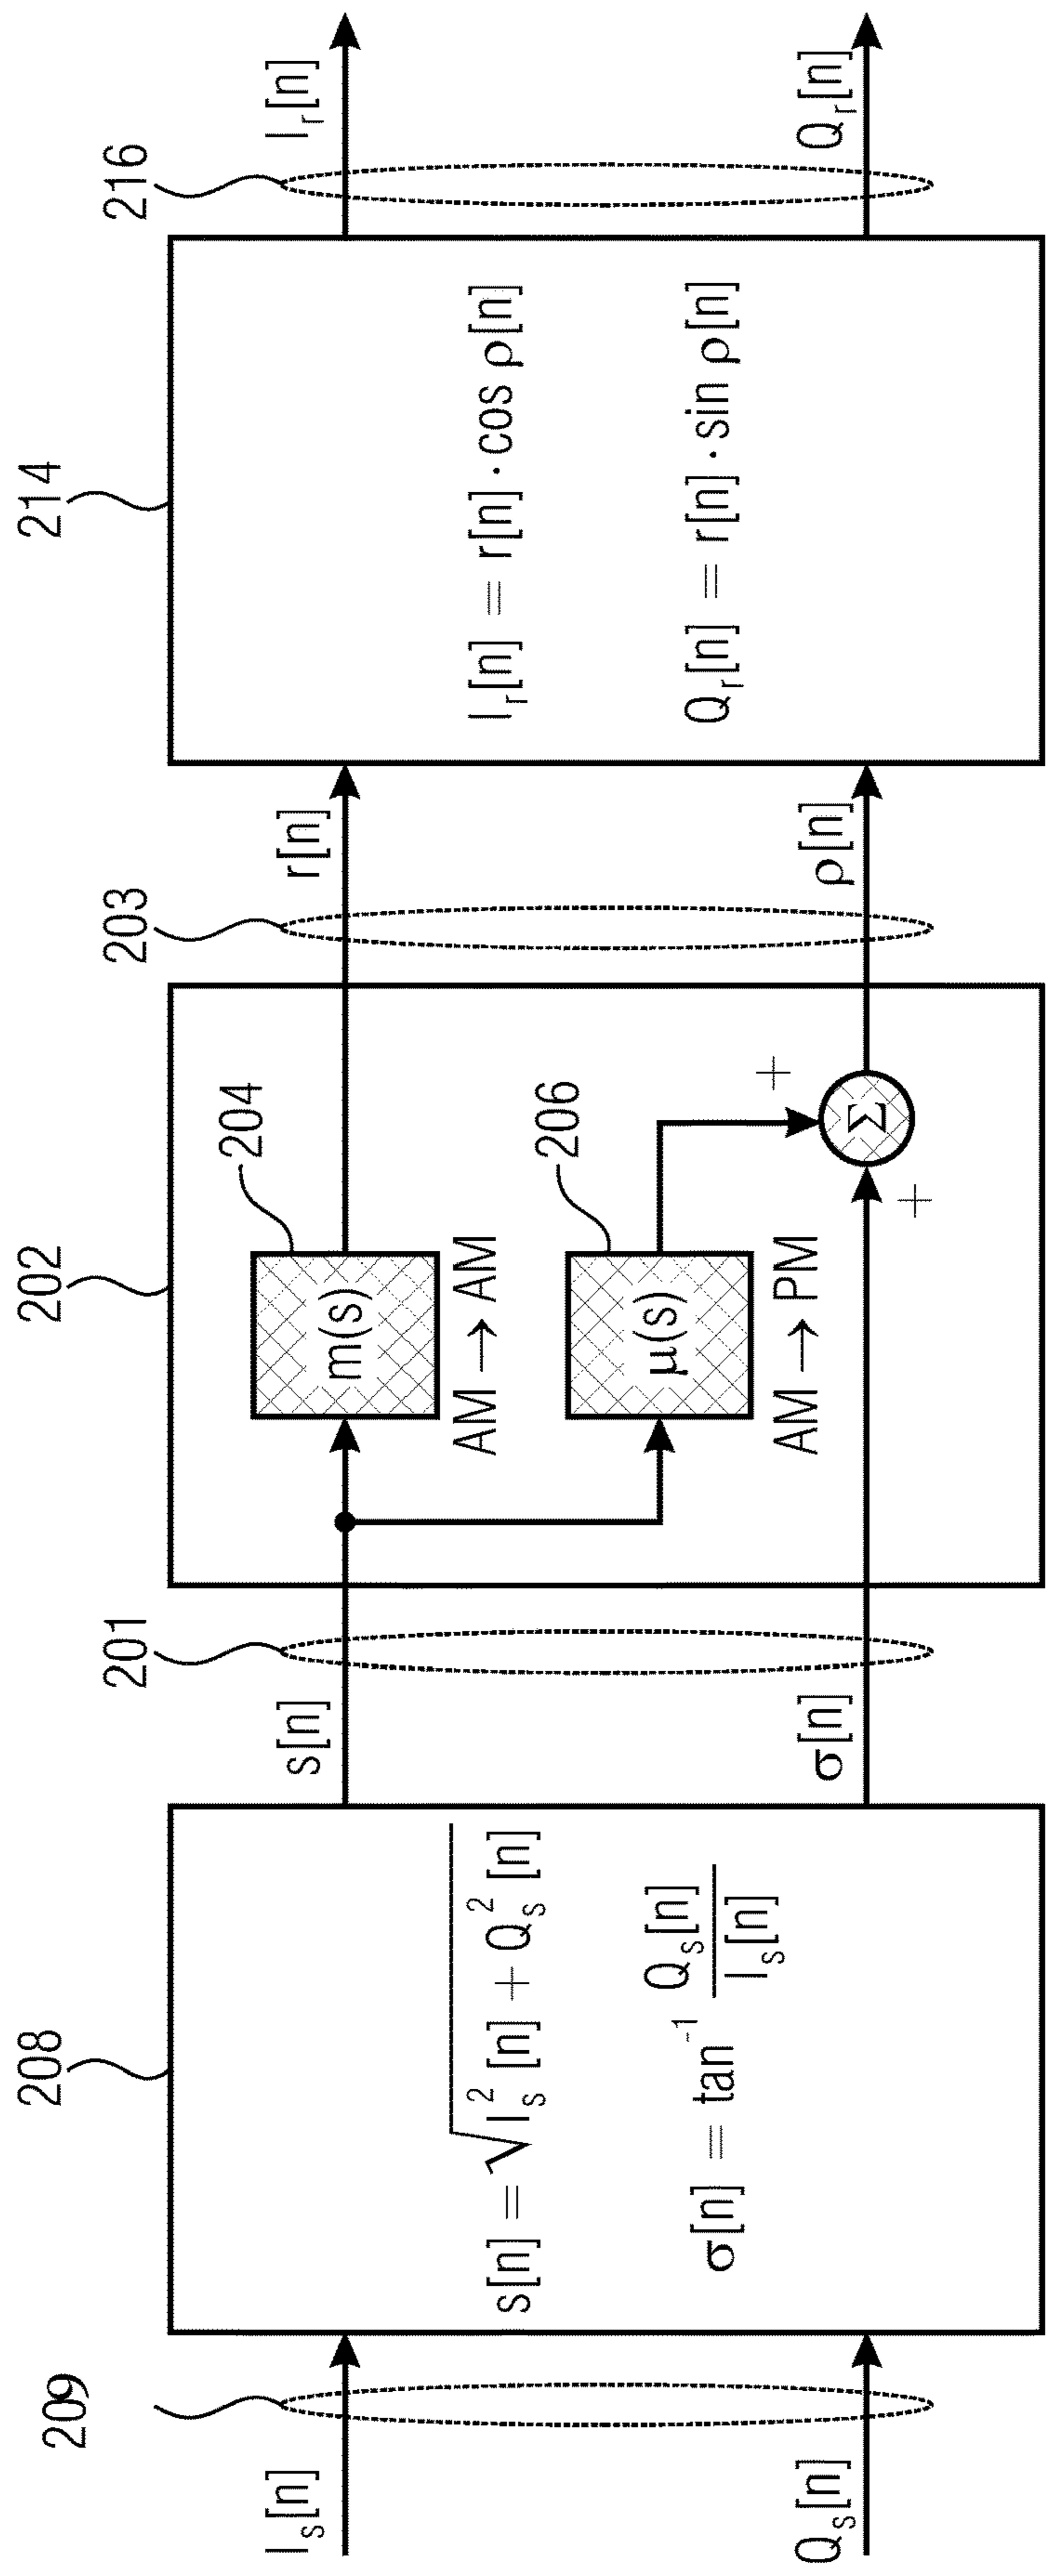 209
I_s[n]
Q_s[n]
208
s[n] = √(I_s^2 [n] + Q_s^2 [n])
σ[n] = tan^-1 Q_s[n] / I_s[n]
201
s[n]
σ[n]
202
204
m(s)
AM → AM
206
μ(s)
AM → PM
+
Σ
+
203
r[n]
ρ[n]
214
I_r[n] = r[n] · cos ρ[n]
Q_r[n] = r[n] · sin ρ[n]
216
I_r[n]
Q_r[n]